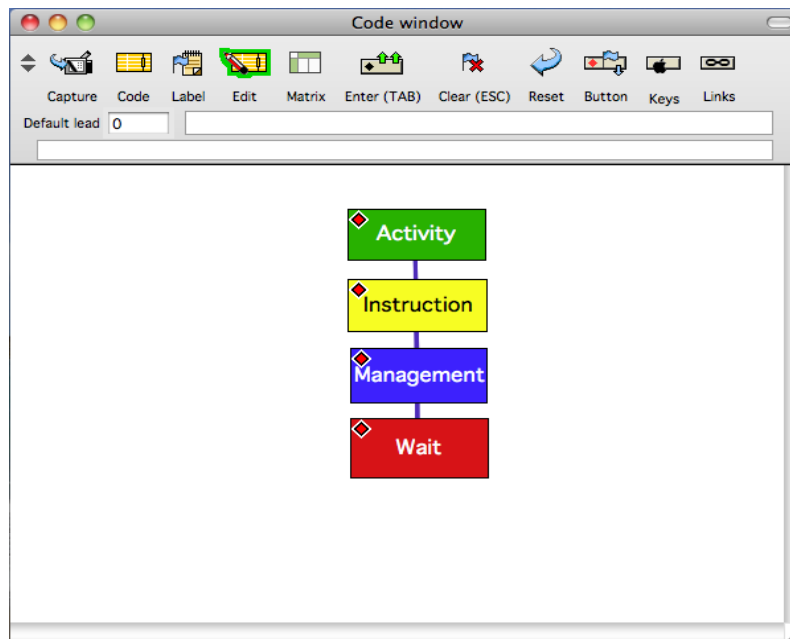 Code window
Capture Code Label Edit Matrix Enter (TAB) Clear (ESC) Reset Button Keys Links
Default lead 0
Activity
Instruction
Management
Wait